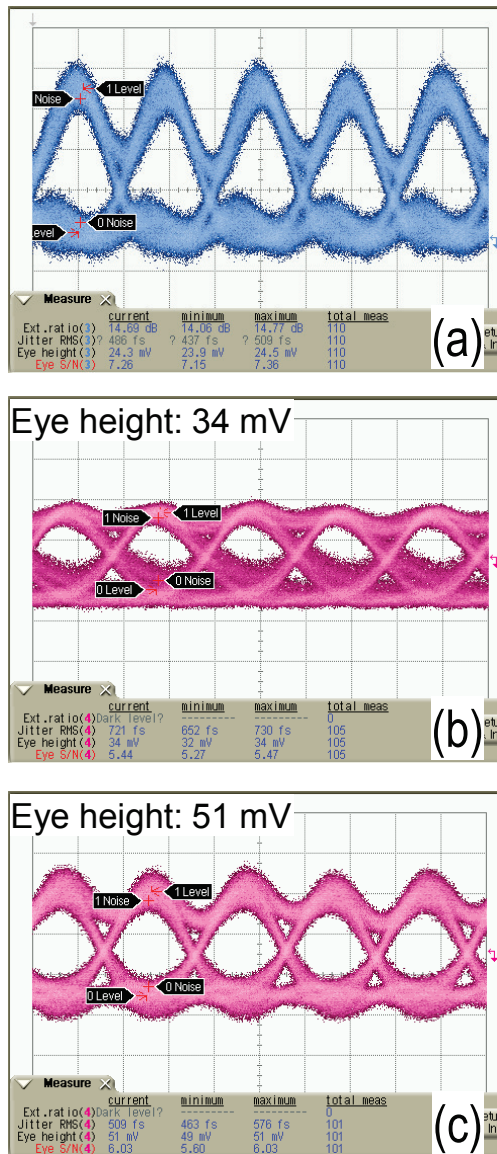 1 Level
Noise
0 Noise
Level
Measure
current minimum maximum total meas
Ext.ratio(3) 14.69 dB 14.06 dB 14.77 dB 110
Jitter RMS(3)? 486 fs ? 437 fs ? 509 fs 110
Eye height(3) 24.3 mV 23.9 mV 24.5 mV 110
Eye S/N(3) 7.26 7.15 7.36 110
(a)
Eye height: 34 mV
1 Noise 1 Level
0 Level 0 Noise
Measure
current minimum maximum total meas
Ext.ratio(4)Dark level? --------- --------- 0
Jitter RMS(4) 721 fs 652 fs 730 fs 105
Eye height(4) 34 mV 32 mV 34 mV 105
Eye S/N(4) 5.44 5.27 5.47 105
(b)
Eye height: 51 mV
1 Level
1 Noise
0 Noise
0 Level
Measure
current minimum maximum total meas
Ext.ratio(4)Dark level? --------- --------- 0
Jitter RMS(4) 509 fs 463 fs 576 fs 101
Eye height(4) 51 mV 49 mV 51 mV 101
Eye S/N(4) 6.03 5.60 6.03 101
(c)